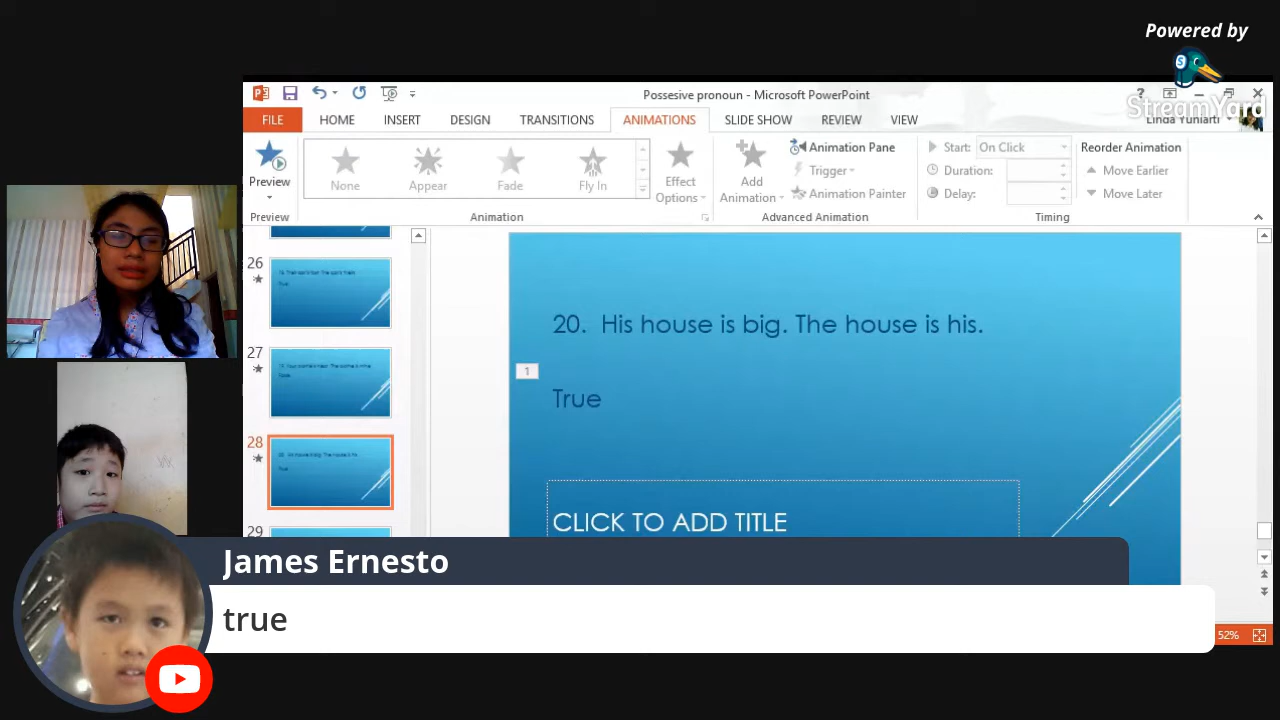 Powered by
StreamYard
Possesive pronoun - Microsoft PowerPoint
?
Linda Yuniarti
FILE HOME INSERT DESIGN TRANSITIONS ANIMATIONS SLIDE SHOW REVIEW VIEW
Preview
None
Appear
Fade
Fly In
Effect
Options
Add
Animation
Animation Pane
Trigger
Animation Painter
Start: On Click
Duration:
Delay:
Reorder Animation
Move Earlier
Move Later
Preview
Animation
Advanced Animation
Timing
26
27
28
29
20. His house is big. The house is his.
1
True
CLICK TO ADD TITLE
52%
James Ernesto
true